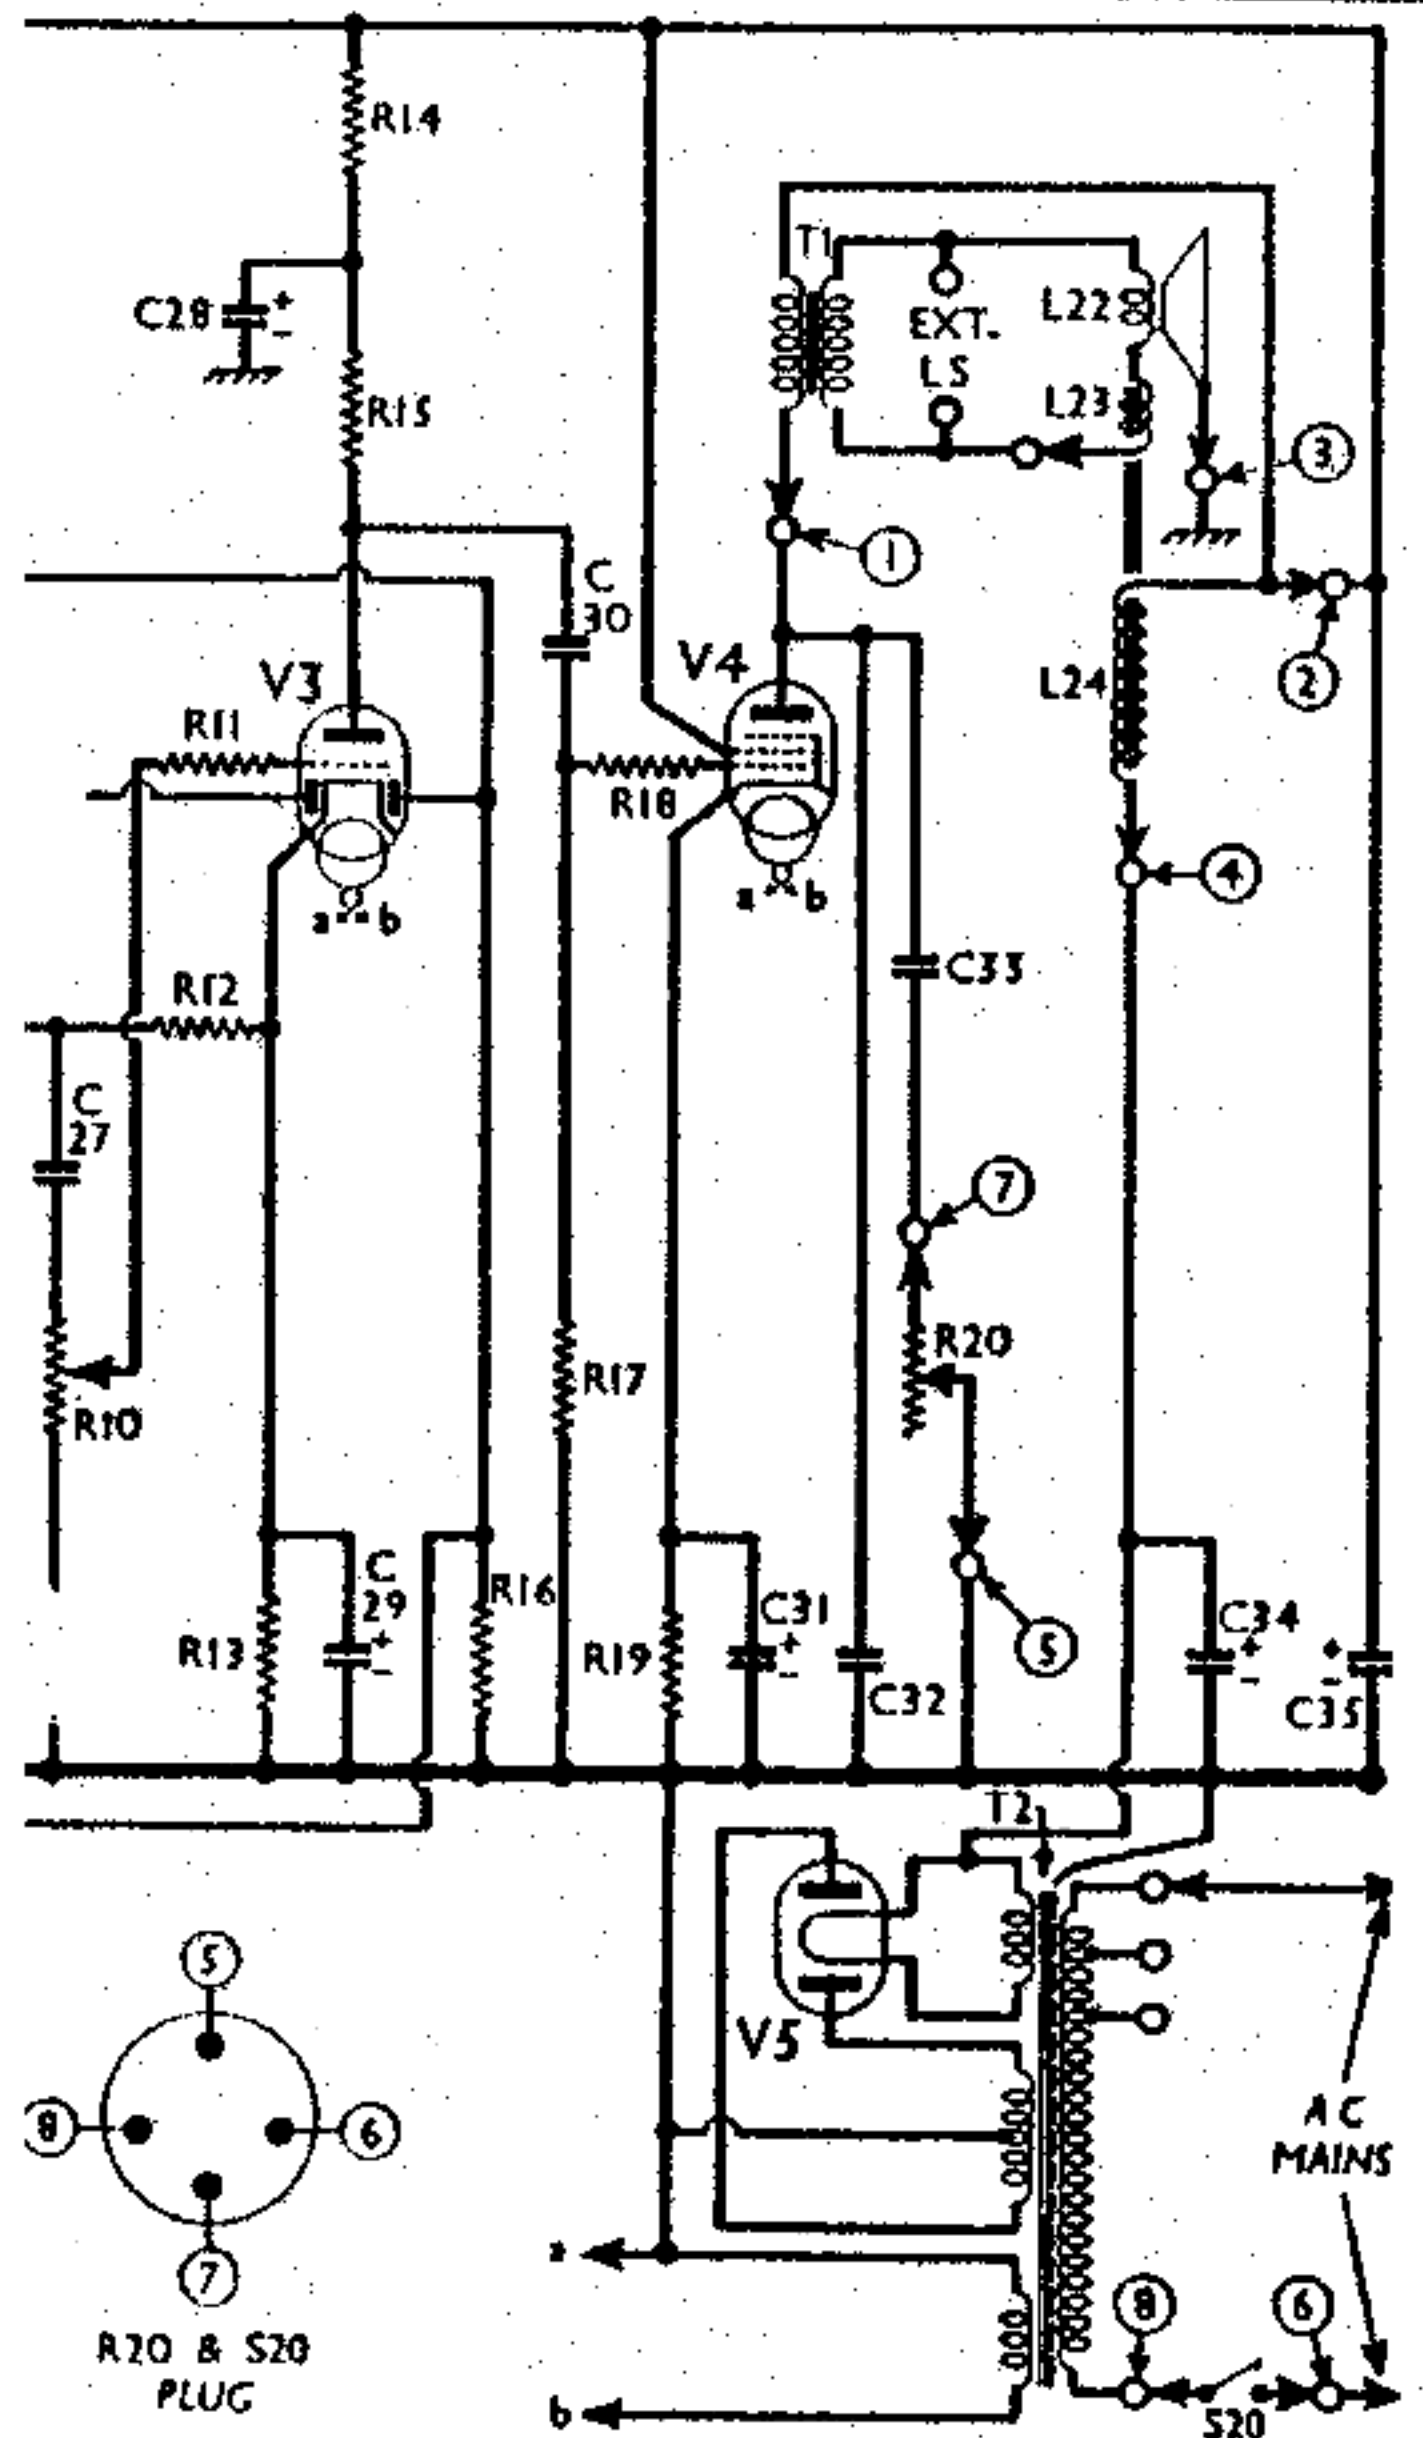 R14
T1
C28
L22
EXT.
LS
R15
L23
3
1
C
30
V3
V4
L24
2
R11
R18
4
a b
a b
C33
R12
C
27
7
R20
R17
R10
C
29
R16
C31
C34
R13
R19
5
C32
C35
+
-
+
-
+
-
+
-
+
-
T2
5
V5
8
6
AC
MAINS
7
a
8
6
R20 & S20
PLUG
b
S20